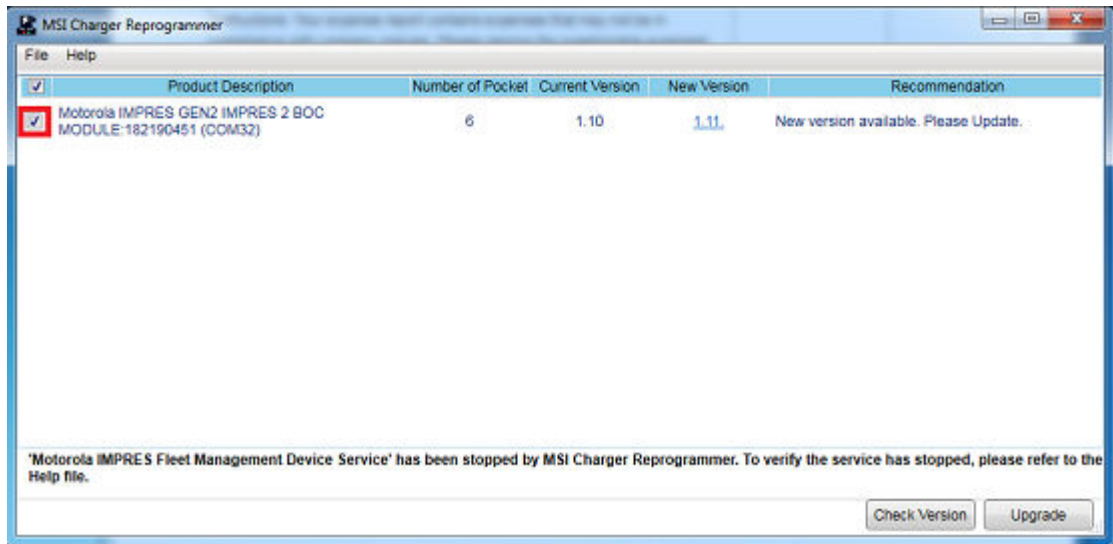 MSI Charger Reprogrammer
File Help
Product Description Number of Pocket Current Version New Version Recommendation
Motorola IMPRES GEN2 IMPRES 2 BOC
MODULE:182190451 (COM32) 6 1.10 1.11. New version available. Please Update.
'Motorola IMPRES Fleet Management Device Service' has been stopped by MSI Charger Reprogrammer. To verify the service has stopped, please refer to the
Help file.
Check Version Upgrade